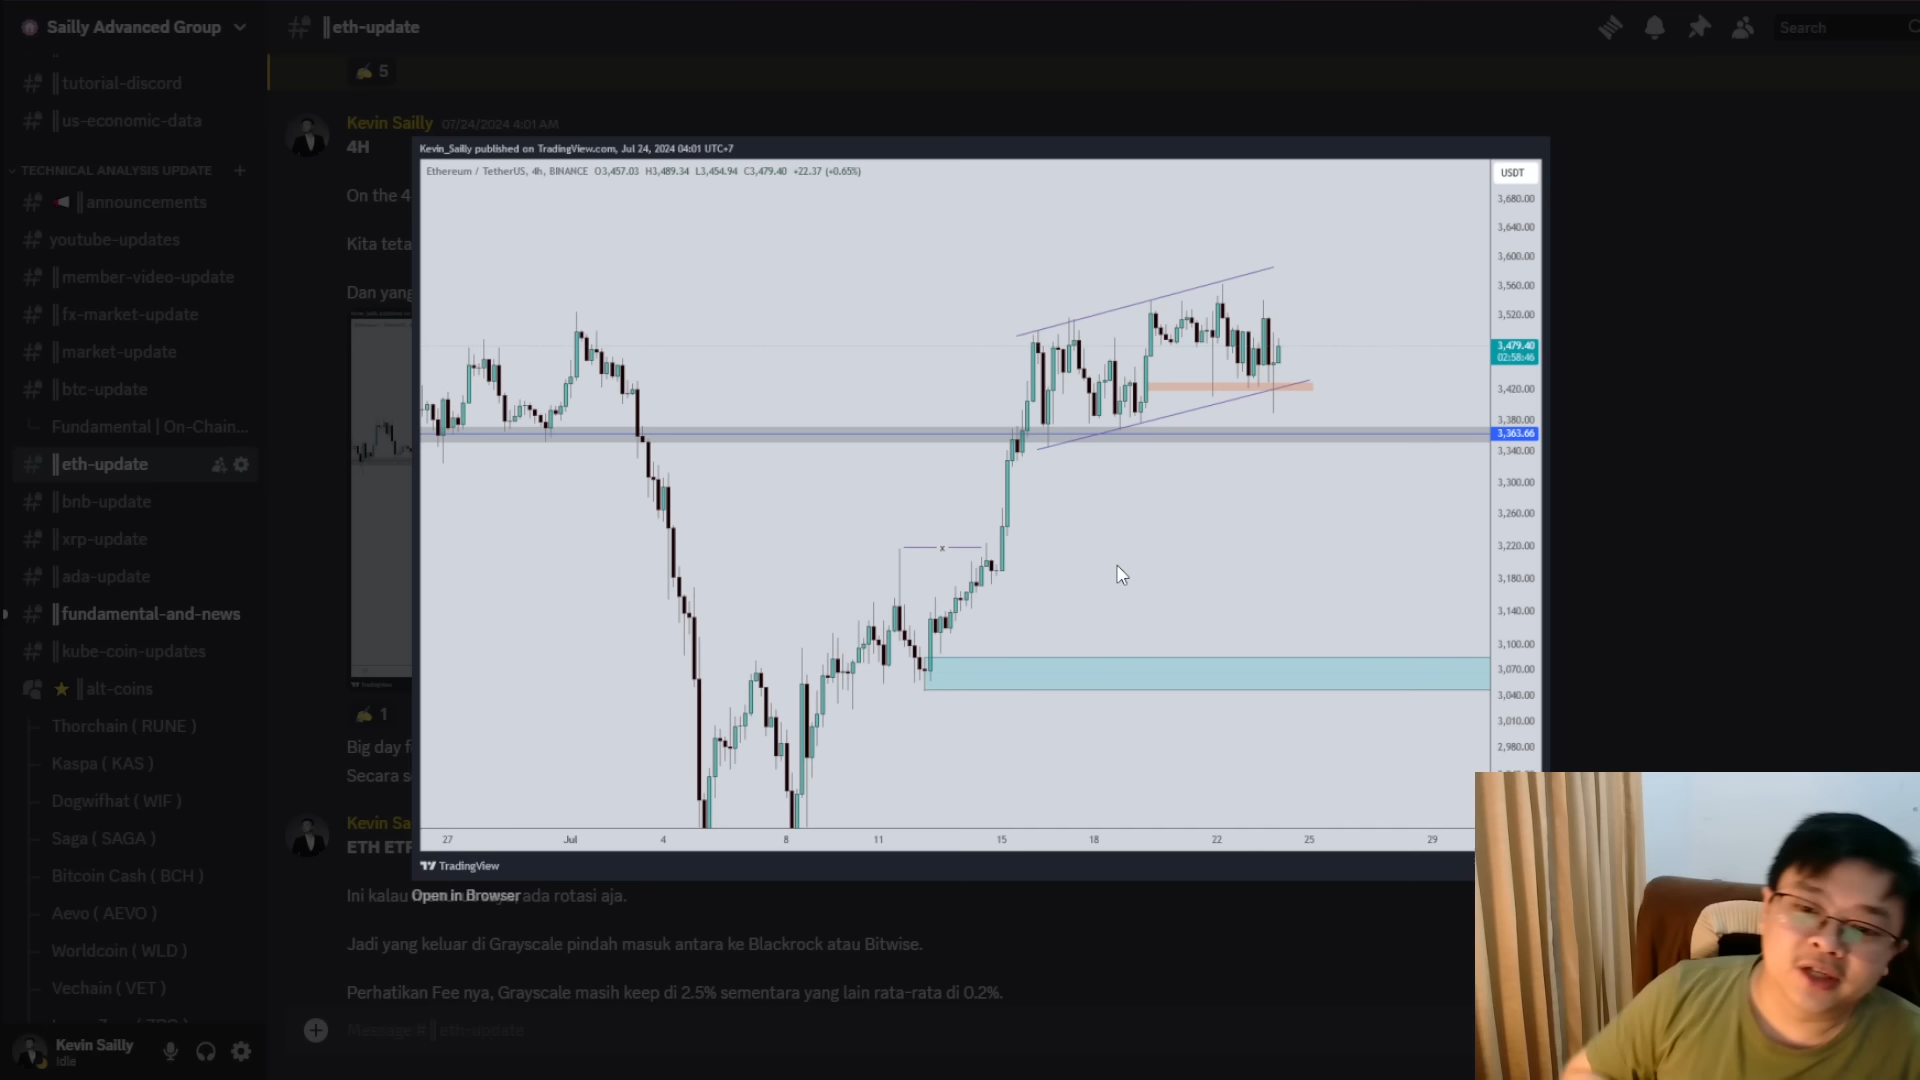 Sailly Advanced Group
tutorial-discord
us-economic-data
TECHNICAL ANALYSIS UPDATE
announcements
youtube-updates
member-video-update
fx-market-update
market-update
btc-update
Fundamental | On-Chain...
eth-update
bnb-update
xrp-update
ada-update
fundamental-and-news
kube-coin-updates
alt-coins
Thorchain ( RUNE )
Kaspa ( KAS )
Dogwifhat ( WIF )
Saga ( SAGA )
Bitcoin Cash ( BCH )
Aevo ( AEVO )
Worldcoin ( WLD )
Vechain ( VET )
Kevin Sailly
Idle
eth-update
Search
5
Kevin Sailly 07/24/2024 4:01 AM
4H
On the 4
Kita teta
Dan yang
1
Big day f
Secara s
Kevin Sa
ETH ETF
Ini kalau
ada rotasi aja.
Open in Browser
Jadi yang keluar di Grayscale pindah masuk antara ke Blackrock atau Bitwise.
Perhatikan Fee nya, Grayscale masih keep di 2.5% sementara yang lain rata-rata di 0.2%.
Message # eth-update
Kevin_Sailly published on TradingView.com, Jul 24, 2024 04:01 UTC+7
Ethereum / TetherUS, 4h, BINANCE O3,457.03 H3,489.34 L3,454.94 C3,479.40 +22.37 (+0.65%)
USDT
3,680.00
3,640.00
3,600.00
3,560.00
3,520.00
3,479.40
02:58:46
3,420.00
3,380.00
3,363.66
3,340.00
3,300.00
3,260.00
3,220.00
3,180.00
3,140.00
3,100.00
3,070.00
3,040.00
3,010.00
2,980.00
x
27 Jul 4 8 11 15 18 22 25 29
TradingView